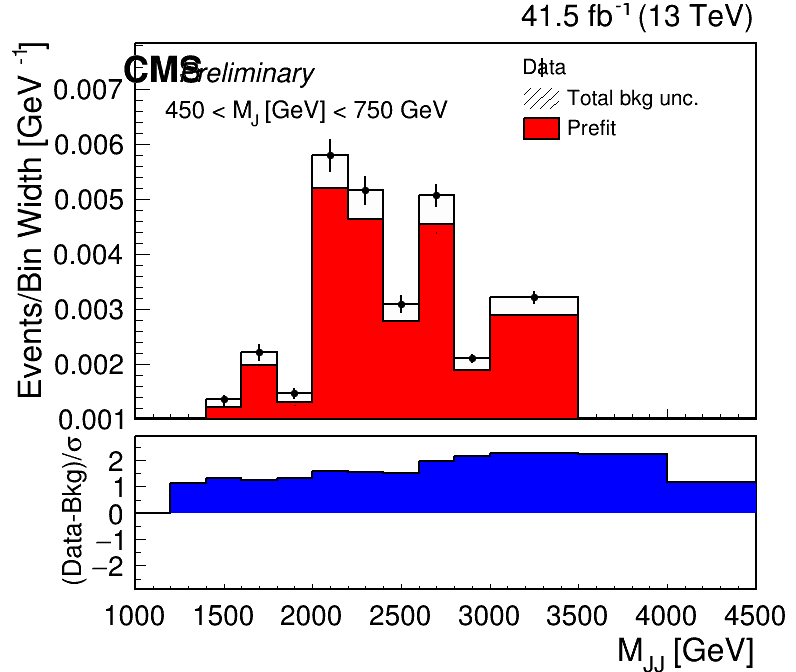 41.5 fb-1 (13 TeV)
CMS Preliminary
450 < MJ [GeV] < 750 GeV
Data
Total bkg unc.
Prefit
Events/Bin Width [GeV-1]
0.007
0.006
0.005
0.004
0.003
0.002
0.001
(Data-Bkg)/σ
2
1
0
−1
−2
1000 1500 2000 2500 3000 3500 4000 4500
MJJ [GeV]